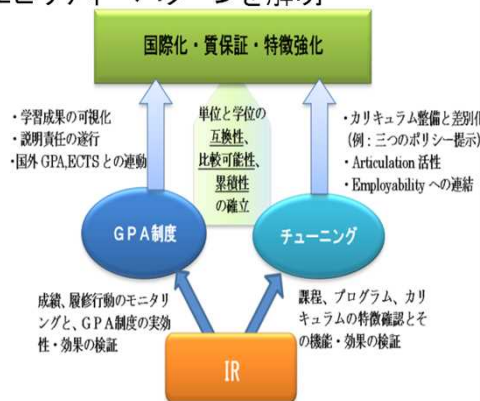 国際化・質保証・特徴強化
・学習成果の可視化
・説明責任の遂行
・国外 GPA,ECTS との連動
単位と学位の
互換性、
比較可能性、
累積性
の確立
・カリキュラム整備と差別化
(例：三つのポリシー提示)
・Articulation 活性
・Employability への連結
ＧＰＡ制度
チューニング
成績、履修行動のモニタ
リングと、ＧＰＡ制度の実効
性・効果の検証
課程、プログラム、カリ
キュラムの特徴確認とそ
の機能・効果の検証
IR